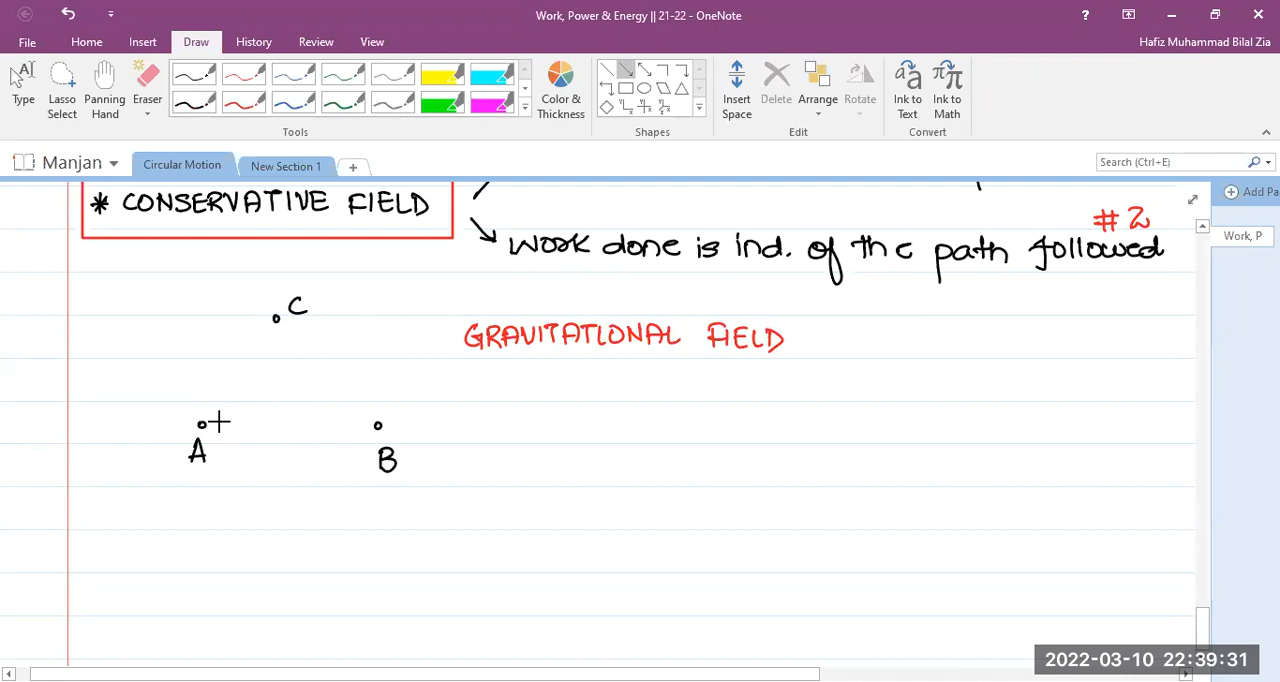 Work, Power & Energy || 21-22 - OneNote
File Home Insert Draw History Review View
Hafiz Muhammad Bilal Zia
Type
Lasso Select
Panning Hand
Eraser
Color & Thickness
Insert Space
Delete
Arrange
Rotate
Ink to Text
Ink to Math
Tools
Shapes
Edit
Convert
Manjan
Circular Motion
New Section 1
Search (Ctrl+E)
Add Pa
Work, P
* CONSERVATIVE FIELD
#2
Work done is ind. of the path followed
C
GRAVITATIONAL FIELD
A
B
2022-03-10 22:39:31